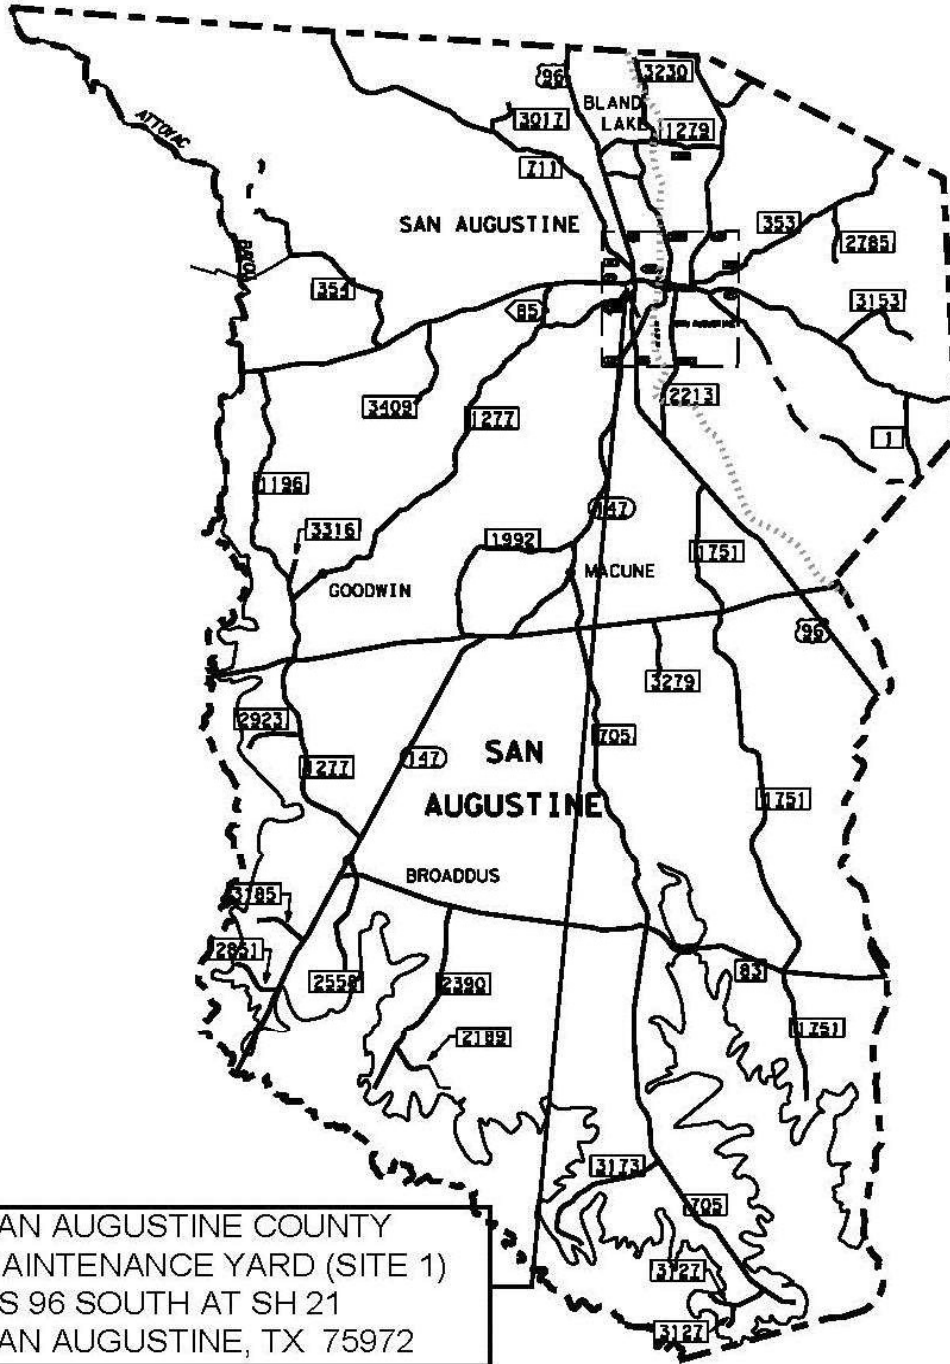 96
3230
BLAND
LAKE
3017
1279
ATTOYAC
711
SAN AUGUSTINE
353
2785
BAYOU
354
85
3153
3409
1277
2213
1
1196
147
3316
1992
1751
GOODWIN
MACUNE
96
3279
2923
705
147
SAN
1277
1751
AUGUSTINE
BROADDUS
3185
2851
83
2558
2390
1751
2189
3173
705
3127
3127
AN AUGUSTINE COUNTY
AINTENANCE YARD (SITE 1)
S 96 SOUTH AT SH 21
AN AUGUSTINE, TX 75972